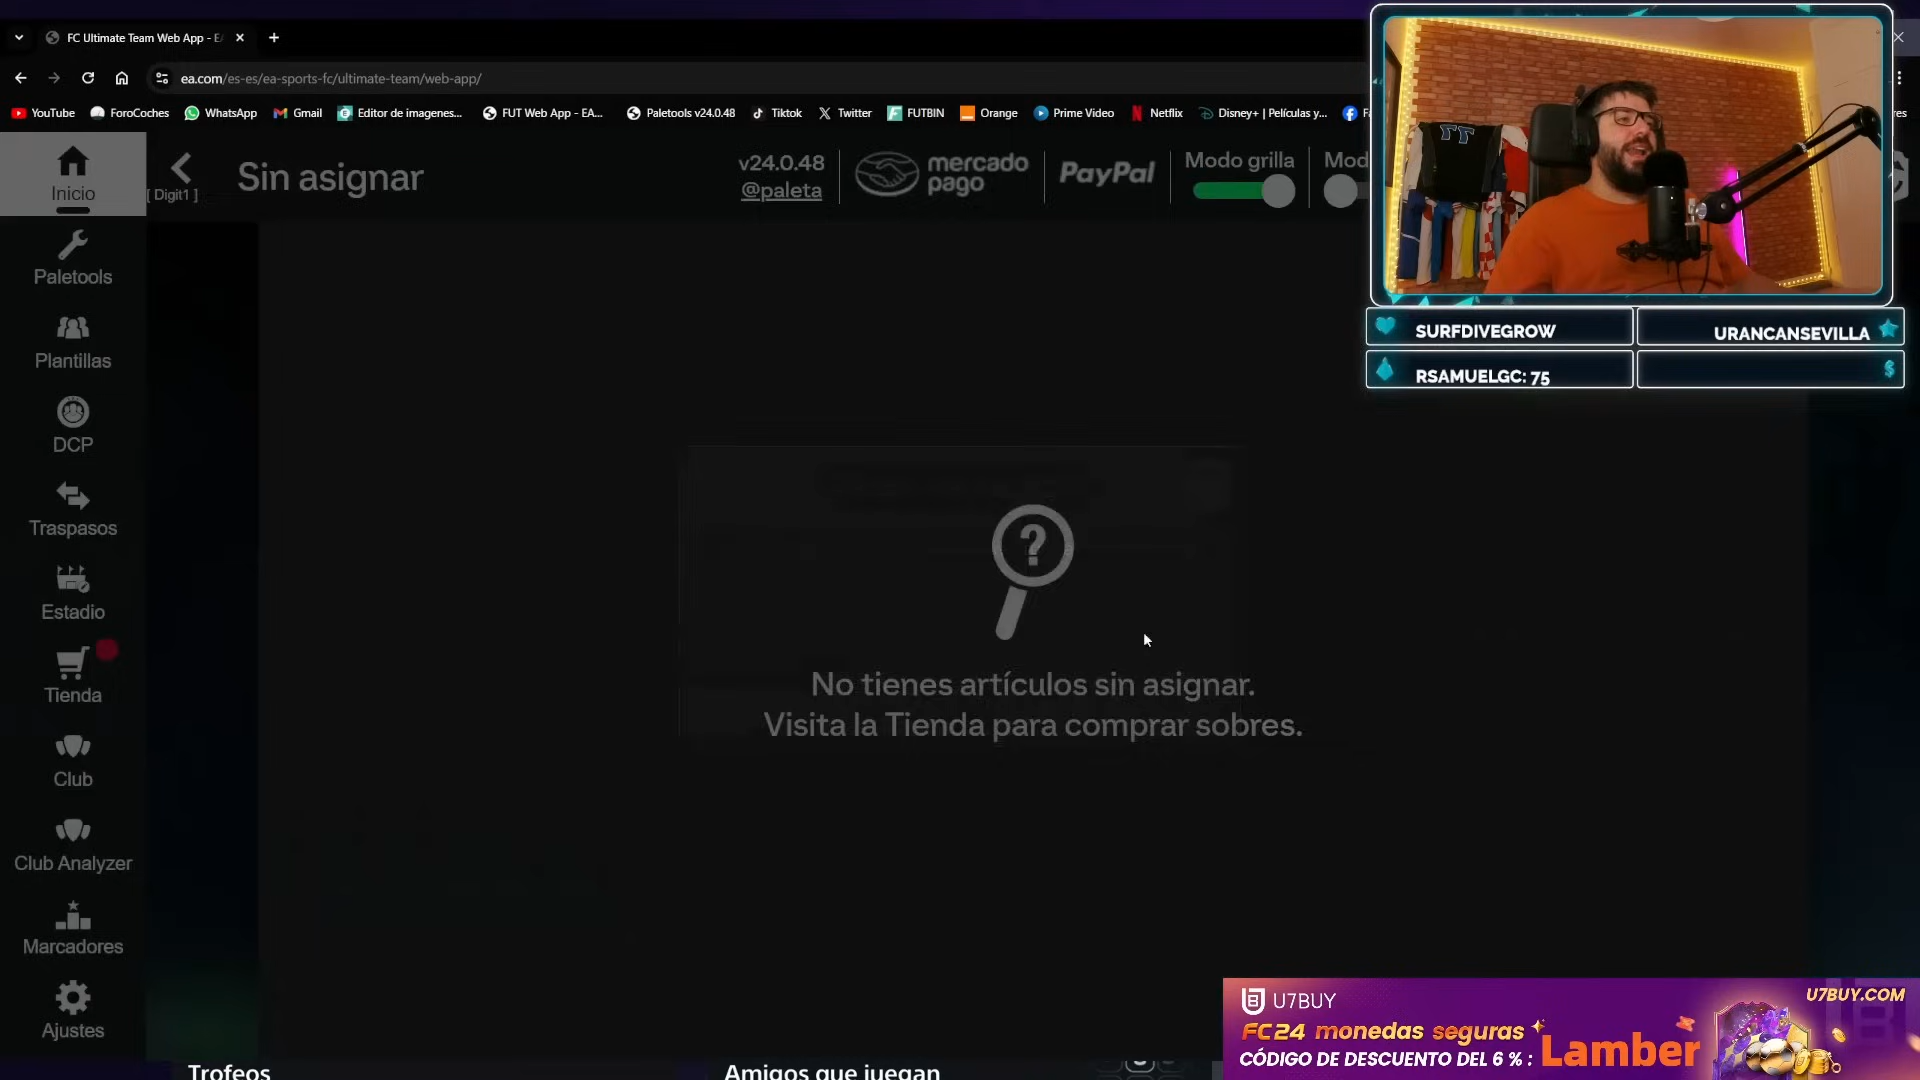 FC Ultimate Team Web App - EA
ea.com/es-es/ea-sports-fc/ultimate-team/web-app/
YouTube
ForoCoches
WhatsApp
Gmail
Editor de imagenes...
FUT Web App - EA...
Paletools v24.0.48
Tiktok
Twitter
FUTBIN
Orange
Prime Video
Netflix
Disney+ | Películas y...
Inicio
[ Digit1 ]
Sin asignar
v24.0.48
@paleta
mercado
pago
PayPal
Modo grilla
Mod
Paletools
Plantillas
DCP
Traspasos
Estadio
Tienda
Club
Club Analyzer
Marcadores
Ajustes
No tienes artículos sin asignar.
Visita la Tienda para comprar sobres.
SURFDIVEGROW
URANCANSEVILLA
RSAMUELGC: 75
Trofeos
Amigos que juegan
U7BUY
U7BUY.COM
FC24 monedas seguras
CÓDIGO DE DESCUENTO DEL 6 % : Lamber